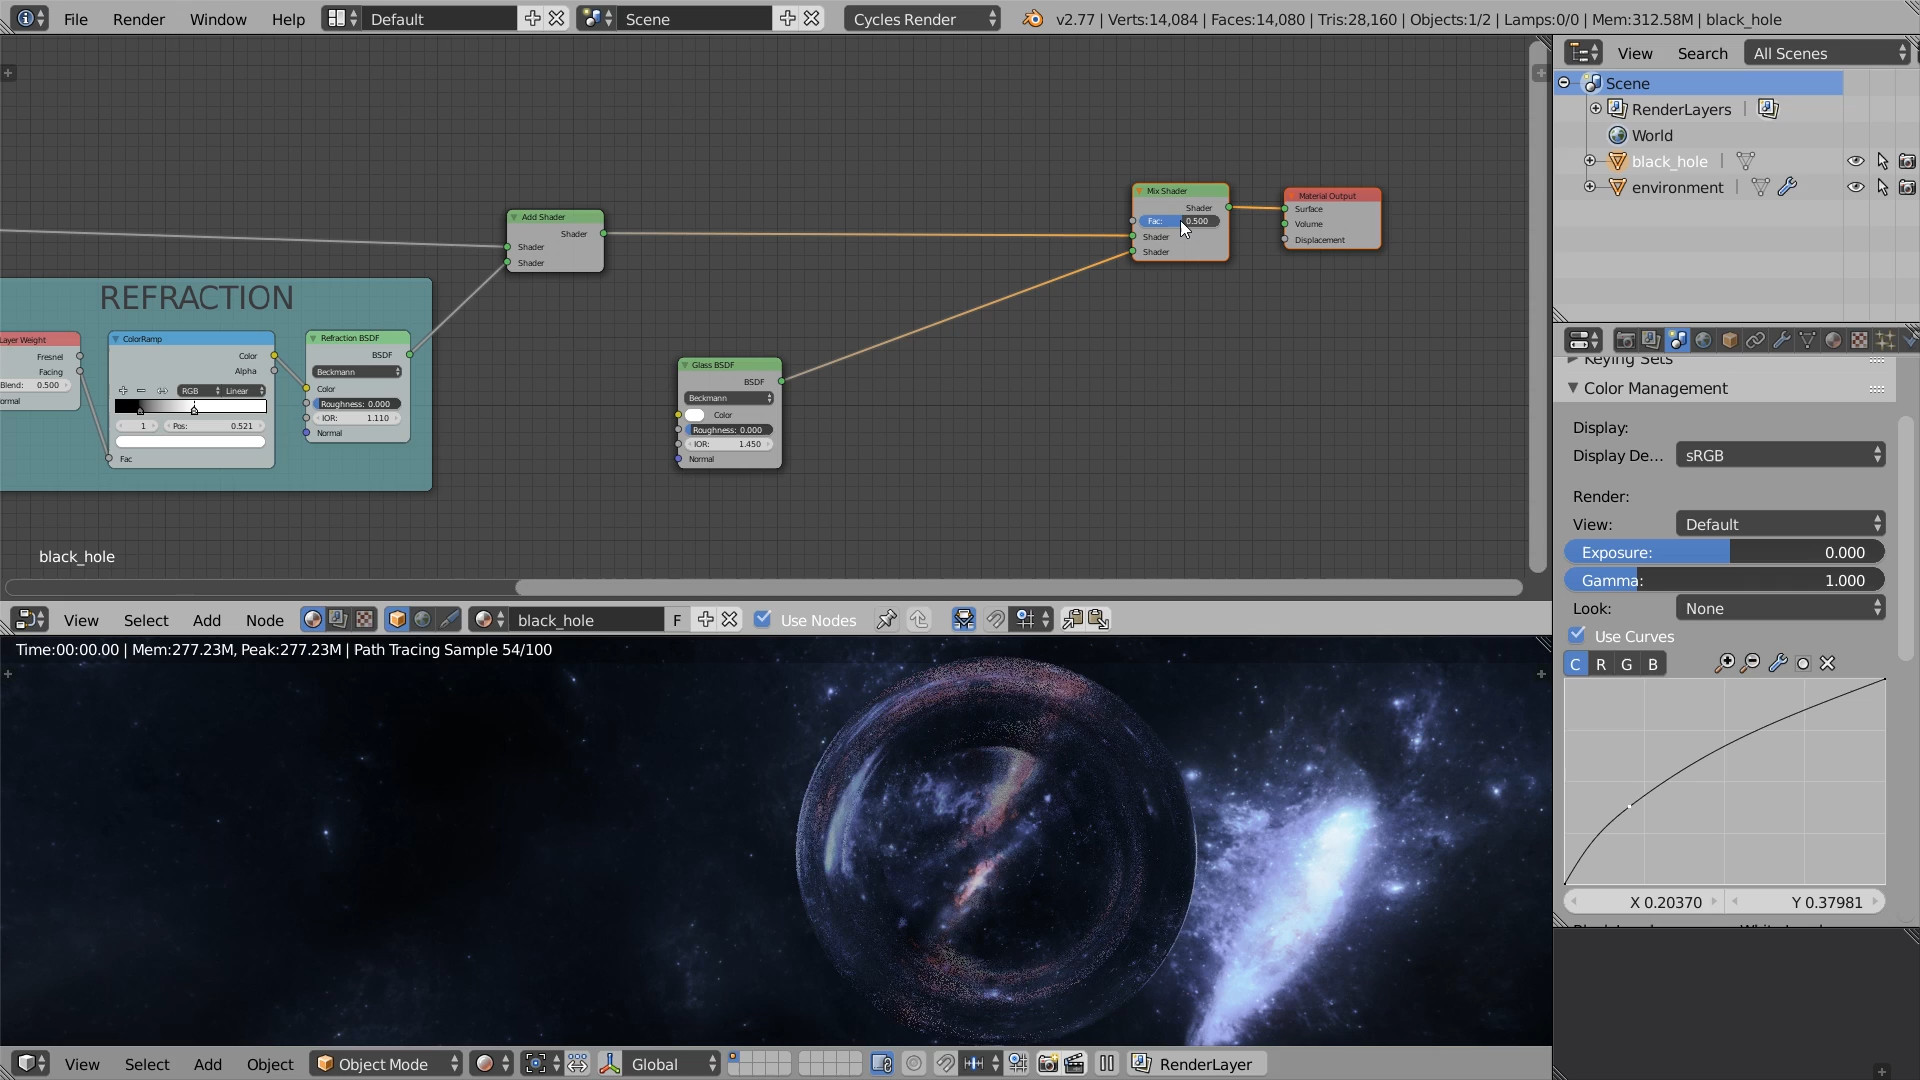 File Render Window Help Default Scene Cycles Render v2.77 | Verts:14,084 | Faces:14,080 | Tris:28,160 | Objects:1/2 | Lamps:0/0 | Mem:312.58M | black_hole
View Search All Scenes
Scene
RenderLayers |
World
black_hole |
environment |
Mix Shader
Shader
Fac: 0.500
Shader
Shader
Material Output
Surface
Volume
Displacement
Add Shader
Shader
Shader
Shader
REFRACTION
Layer Weight
Fresnel
Facing
Blend: 0.500
ColorRamp
Color
Alpha
RGB Linear
1 Pos: 0.521
Fac
Refraction BSDF
BSDF
Beckmann
Color
Roughness: 0.000
IOR: 1.110
Normal
Glass BSDF
BSDF
Beckmann
Color
Roughness: 0.000
IOR: 1.450
Normal
black_hole
View Select Add Node black_hole F Use Nodes
Keying Sets
Color Management
Display:
Display De... sRGB
Render:
View: Default
Exposure: 0.000
Gamma: 1.000
Look: None
Use Curves
C R G B
X 0.20370 Y 0.37981
Time:00:00.00 | Mem:277.23M, Peak:277.23M | Path Tracing Sample 54/100
View Select Add Object Object Mode Global RenderLayer